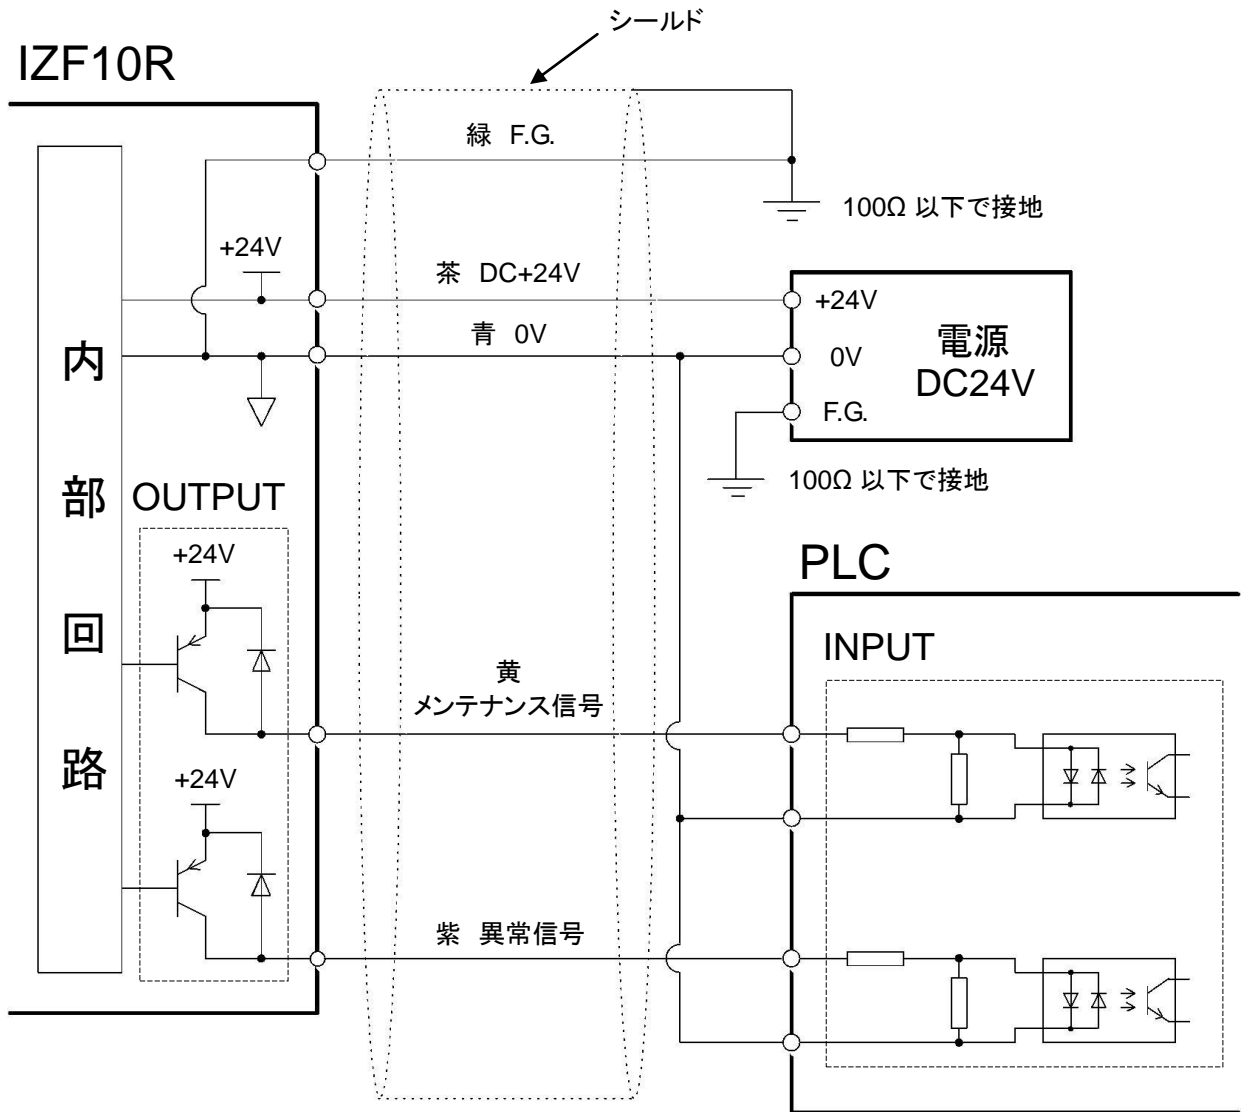 シールド
IZF10R
緑 F.G.
100Ω 以下で接地
+24V
茶 DC+24V
+24V
青 0V
0V
電源
DC24V
F.G.
100Ω 以下で接地
内部回路
OUTPUT
+24V
PLC
INPUT
黄
メンテナンス信号
+24V
紫 異常信号